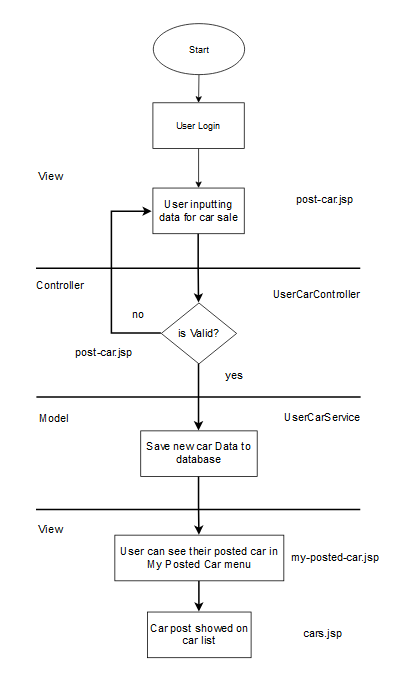 Start
User Login
View
User inputting
data for car sale
post-car.jsp
Controller
UserCarController
no
is Valid?
post-car.jsp
yes
Model
UserCarService
Save new car Data to
database
View
User can see their posted car in
My Posted Car menu
my-posted-car.jsp
Car post showed on
car list
cars.jsp